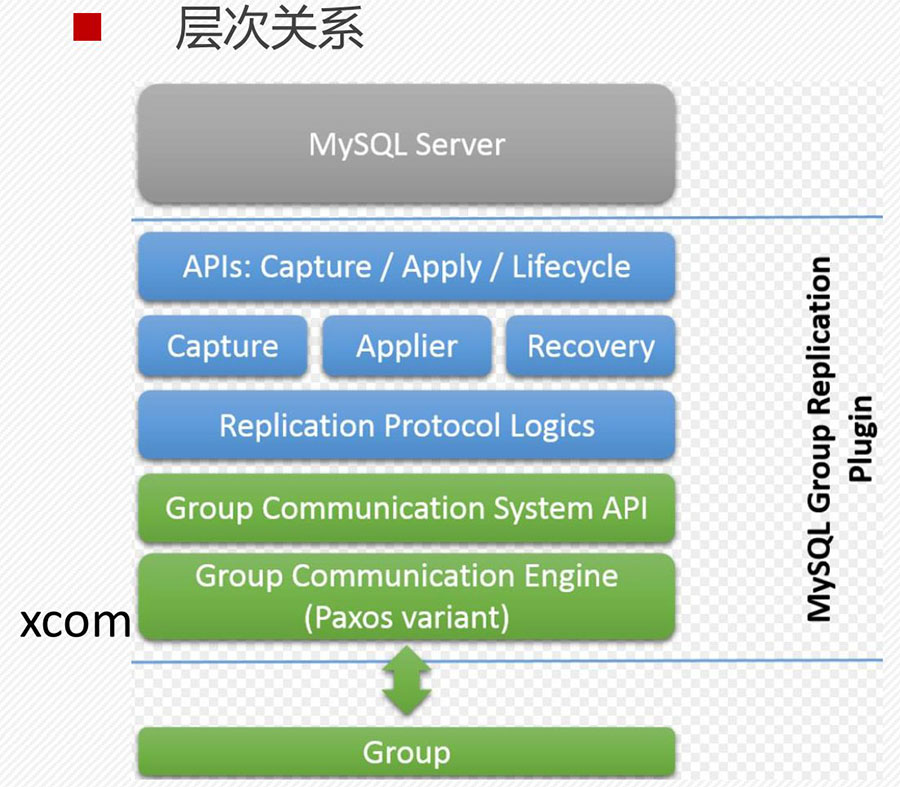 层次关系
MySQL Server
APIs: Capture / Apply / Lifecycle
Capture
Applier
Recovery
Replication Protocol Logics
Group Communication System API
Group Communication Engine
(Paxos variant)
xcom
Group
MySQL Group Replication
Plugin